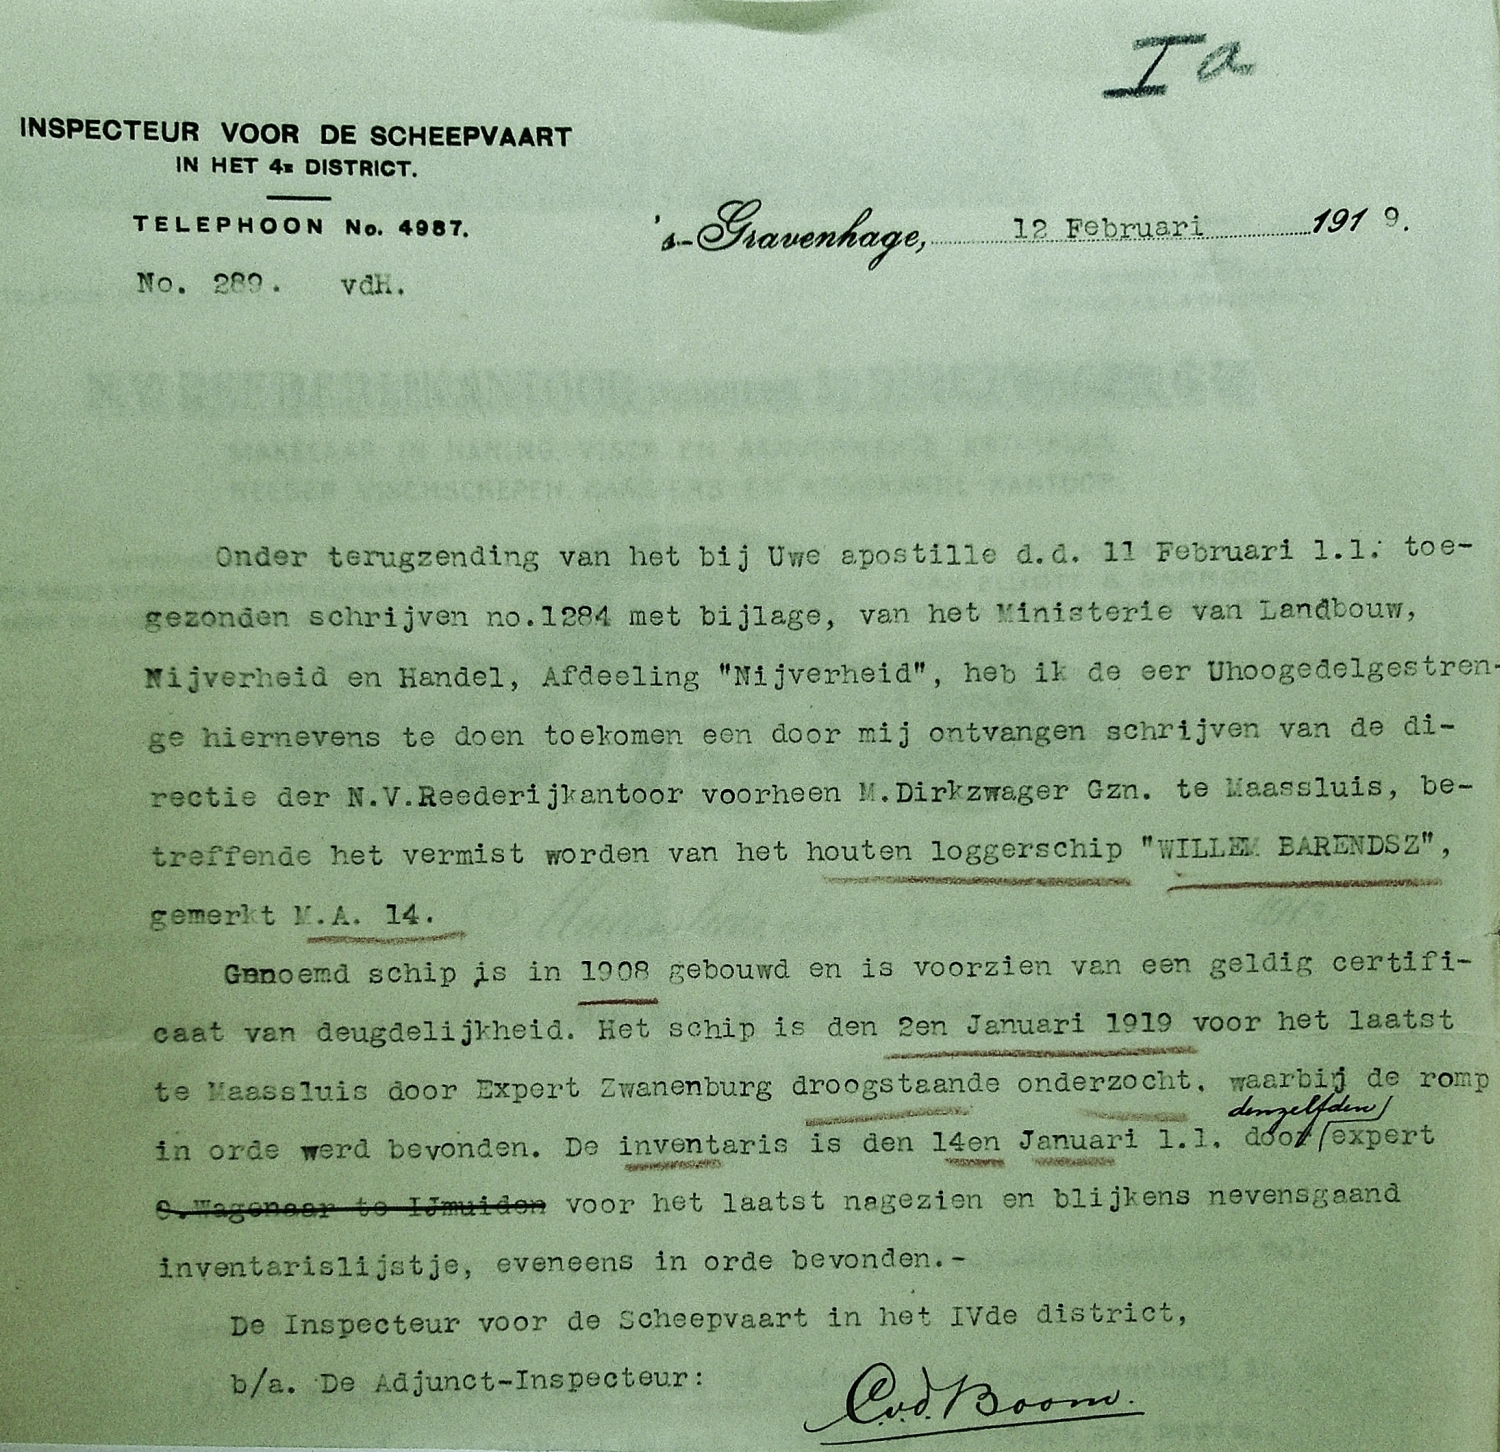 I a
INSPECTEUR VOOR DE SCHEEPVAART
IN HET 4E DISTRICT.
TELEPHOON No. 4987.
's-Gravenhage, 12 Februari 1919.
No. 289. vdH.
Onder terugzending van het bij Uwe apostille d.d. 11 Februari l.l. toe-
gezonden schrijven no.1284 met bijlage, van het Ministerie van Landbouw,
Nijverheid en Handel, Afdeeling "Nijverheid", heb ik de eer Uhoogedelgestren-
ge hiernevens te doen toekomen een door mij ontvangen schrijven van de di-
rectie der N.V.Reederijkantoor voorheen M.Dirkzwager Gzn. te Maassluis, be-
treffende het vermist worden van het houten loggerschip "WILLEM BARENDSZ",
gemerkt M.A. 14.
Genoemd schip is in 1908 gebouwd en is voorzien van een geldig certifi-
caat van deugdelijkheid. Het schip is den 2en Januari 1919 voor het laatst
te Maassluis door Expert Zwanenburg droogstaande onderzocht, waarbij de romp
denzelfden
in orde werd bevonden. De inventaris is den 14en Januari l.l. door expert
C.Wagenaar te IJmuiden voor het laatst nagezien en blijkens nevensgaand
inventarislijstje, eveneens in orde bevonden.-
De Inspecteur voor de Scheepvaart in het IVde district,
b/a. De Adjunct-Inspecteur:
C.v.d. Boom.